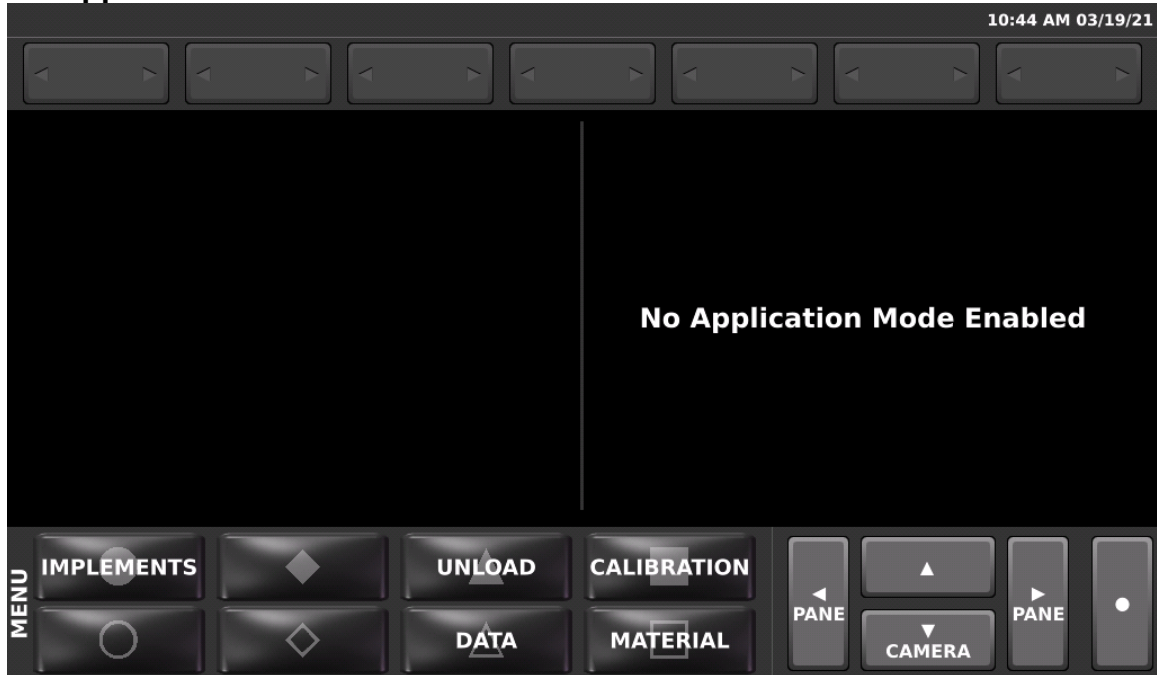 10:44 AM 03/19/21
No Application Mode Enabled
MENU
IMPLEMENTS
UNLOAD
CALIBRATION
DATA
MATERIAL
PANE
CAMERA
PANE